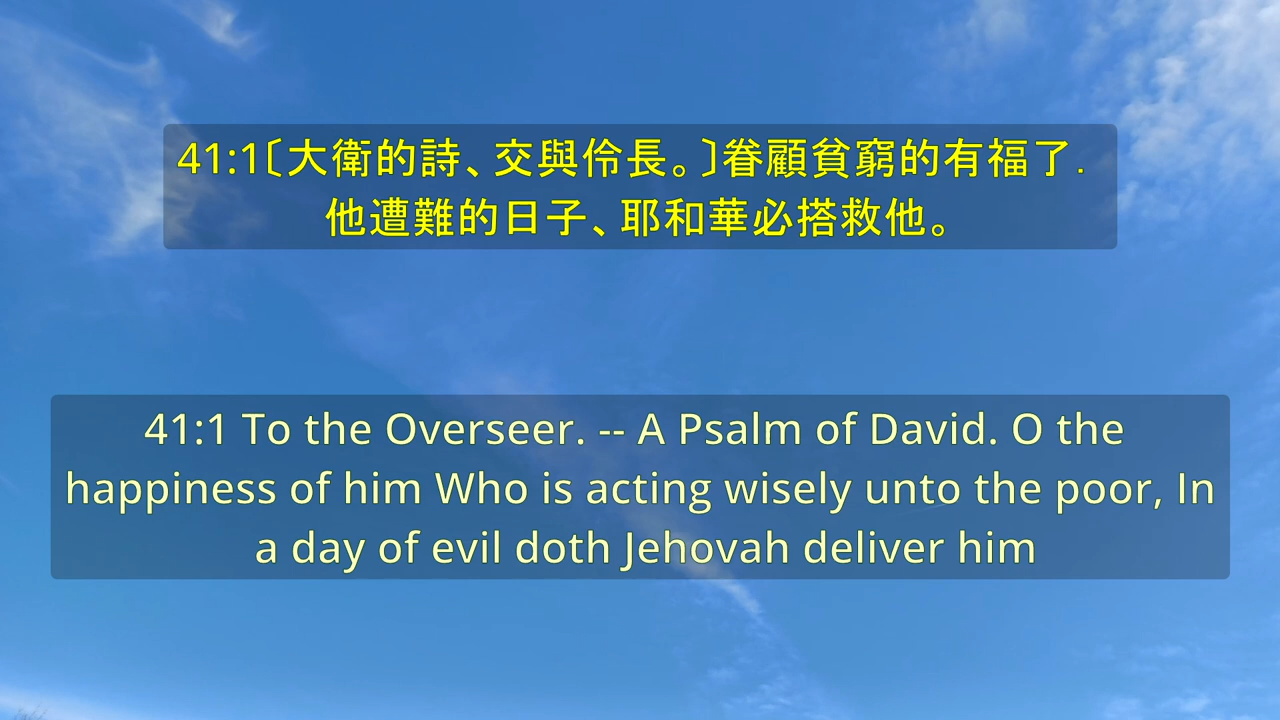 41:1〔大衛的詩、交與伶長。〕眷顧貧窮的有福了．
他遭難的日子、耶和華必搭救他。
41:1 To the Overseer. -- A Psalm of David. O the
happiness of him Who is acting wisely unto the poor, In
a day of evil doth Jehovah deliver him